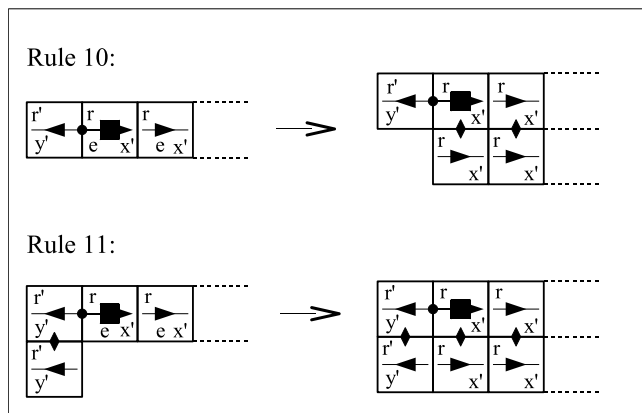 Rule 10:
r' r r
y' e x' e x'
r' r r
y' x' x'
r r
x' x'
Rule 11:
r' r r
y' e x' e x'
r'
y'
r' r r
y' x' x'
r' r r
y' x' x'